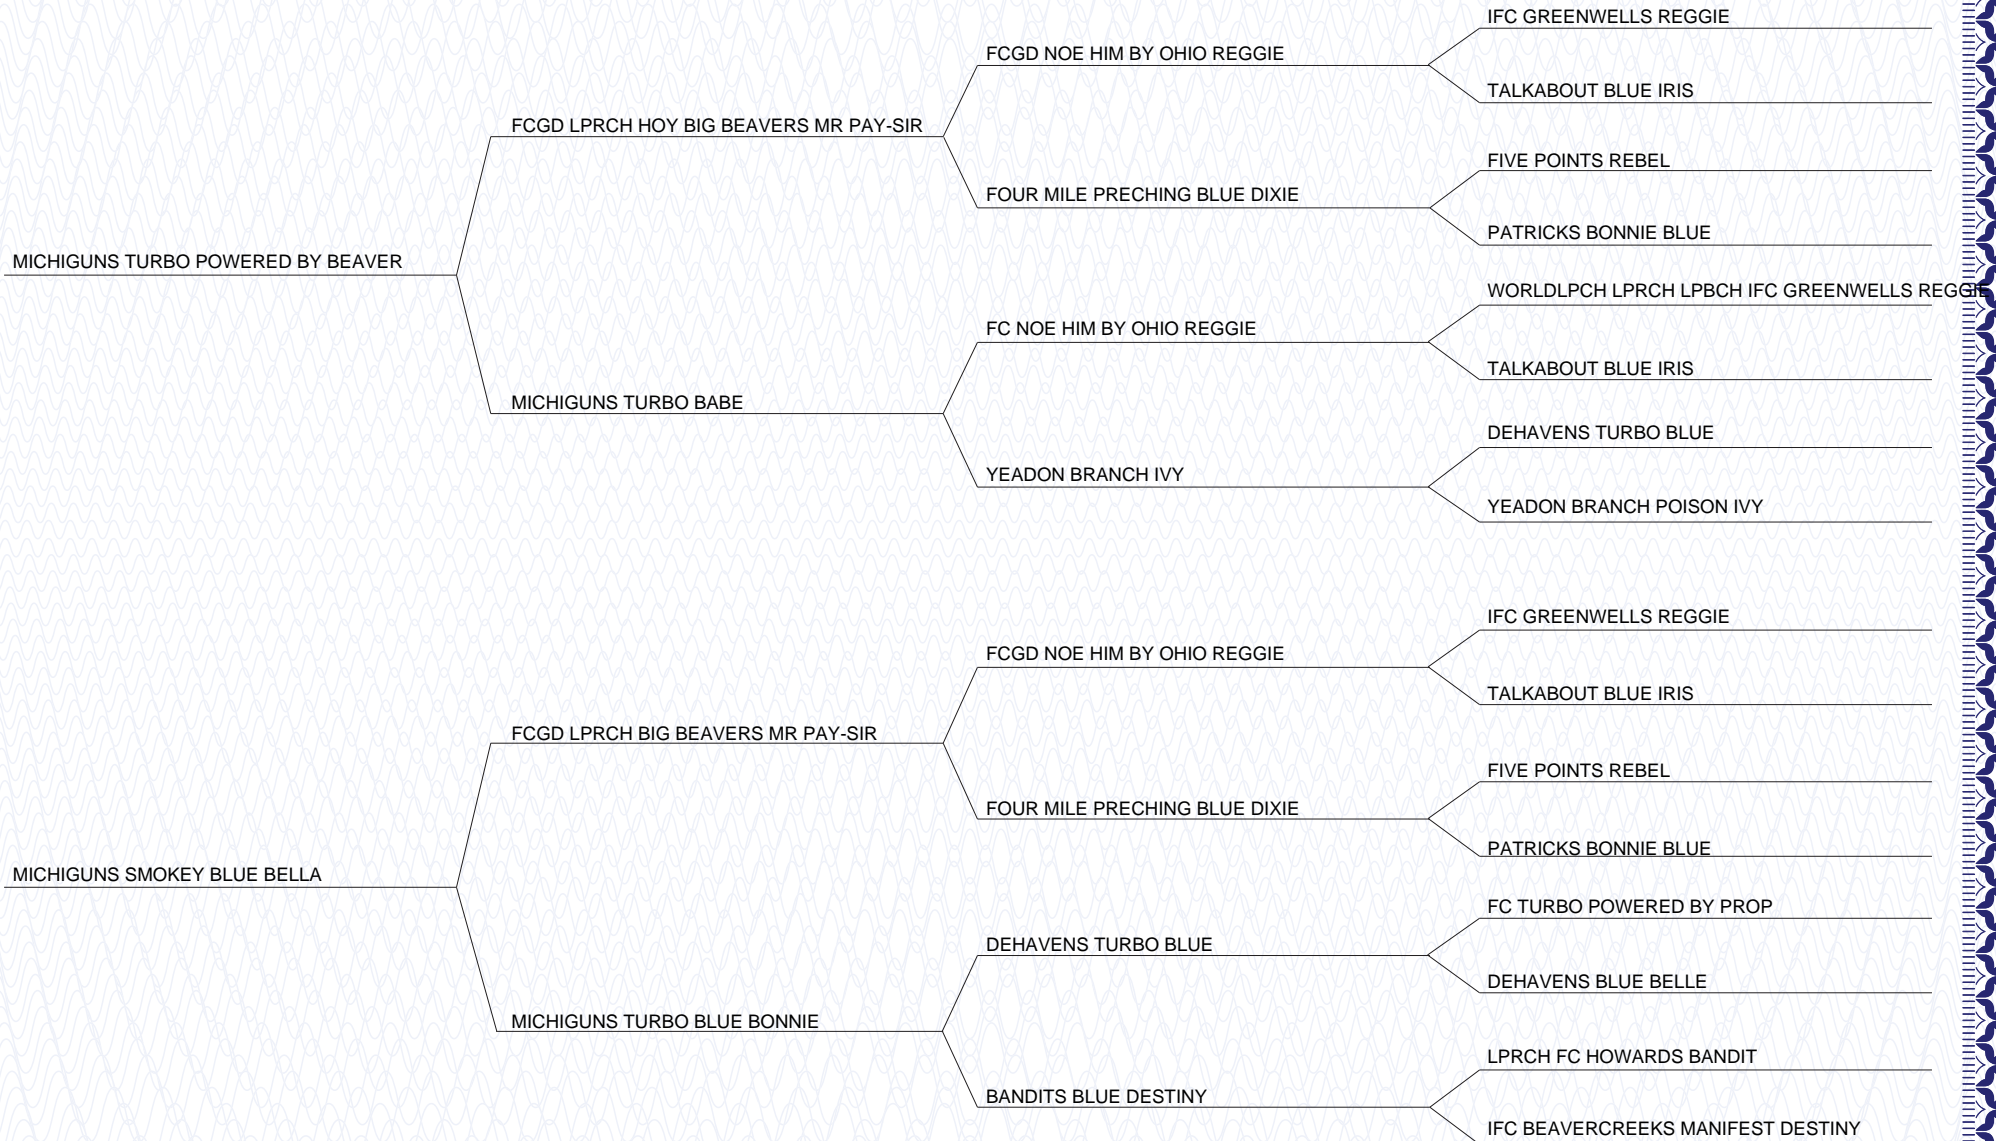 IFC GREENWELLS REGGIE
FCGD NOE HIM BY OHIO REGGIE
TALKABOUT BLUE IRIS
FCGD LPRCH HOY BIG BEAVERS MR PAY-SIR
FIVE POINTS REBEL
FOUR MILE PRECHING BLUE DIXIE
PATRICKS BONNIE BLUE
MICHIGUNS TURBO POWERED BY BEAVER
WORLDLPCH LPRCH LPBCH IFC GREENWELLS REGGIE
FC NOE HIM BY OHIO REGGIE
TALKABOUT BLUE IRIS
MICHIGUNS TURBO BABE
DEHAVENS TURBO BLUE
YEADON BRANCH IVY
YEADON BRANCH POISON IVY
IFC GREENWELLS REGGIE
FCGD NOE HIM BY OHIO REGGIE
TALKABOUT BLUE IRIS
FCGD LPRCH BIG BEAVERS MR PAY-SIR
FIVE POINTS REBEL
FOUR MILE PRECHING BLUE DIXIE
PATRICKS BONNIE BLUE
MICHIGUNS SMOKEY BLUE BELLA
FC TURBO POWERED BY PROP
DEHAVENS TURBO BLUE
DEHAVENS BLUE BELLE
MICHIGUNS TURBO BLUE BONNIE
LPRCH FC HOWARDS BANDIT
BANDITS BLUE DESTINY
IFC BEAVERCREEKS MANIFEST DESTINY